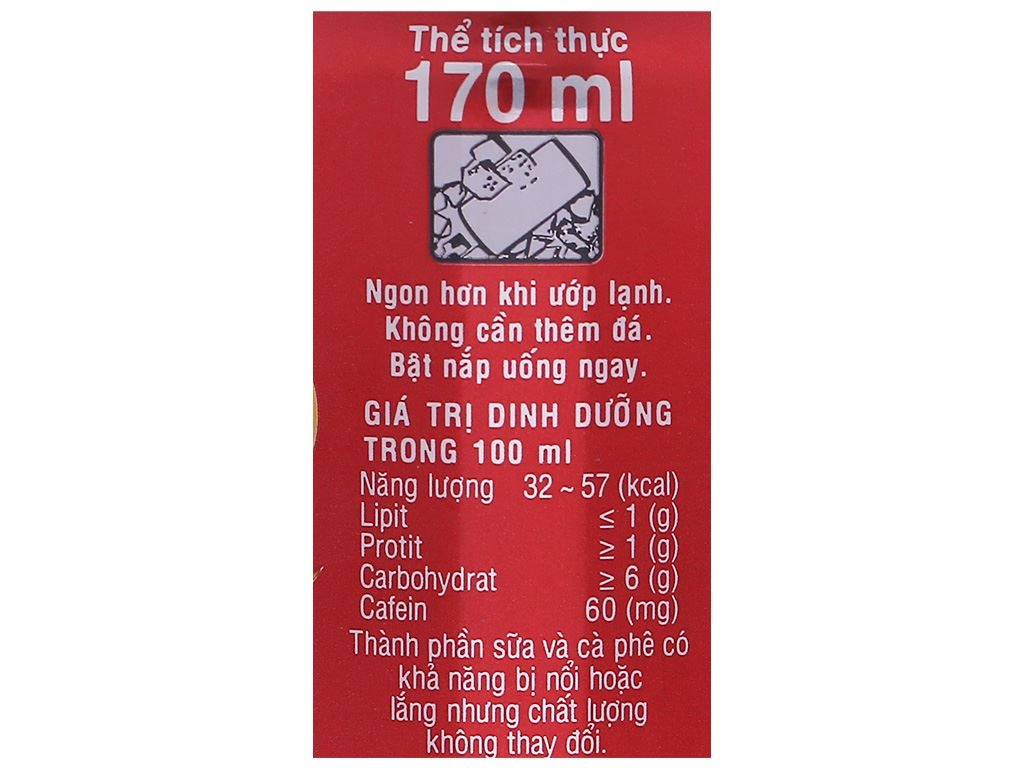 Thể tích thực
170 ml
Ngon hơn khi ướp lạnh.
Không cần thêm đá.
Bật nắp uống ngay.
GIÁ TRỊ DINH DƯỠNG
TRONG 100 ml
Năng lượng 32 ~ 57 (kcal)
Lipit ≤ 1 (g)
Protit ≥ 1 (g)
Carbohydrat ≥ 6 (g)
Cafein 60 (mg)
Thành phần sữa và cà phê có
khả năng bị nổi hoặc
lắng nhưng chất lượng
không thay đổi.